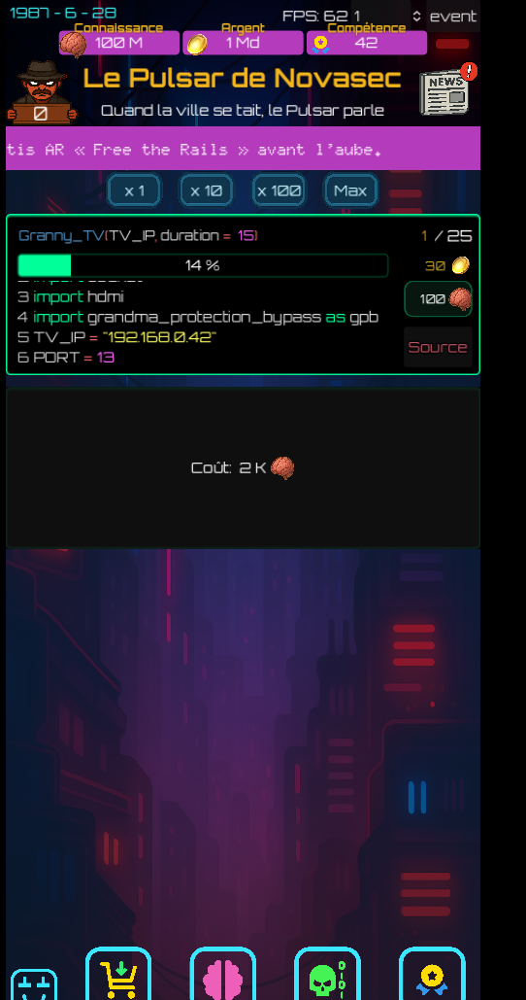 1987 - 6 - 28
FPS: 62 1
event
Connaissance
Argent
Compétence
100 M
1 Md
42
Le Pulsar de Novasec
NEWS
0
Quand la ville se tait, le Pulsar parle
tis AR « Free the Rails » avant l'aube.
x 1
x 10
x 100
Max
Granny_TV(TV_IP, duration = 15)
1 / 25
14 %
30
3 import hdmi
100
4 import grandma_protection_bypass as gpb
5 TV_IP = "192.168.0.42"
Source
6 PORT = 13
Coût: 2 K